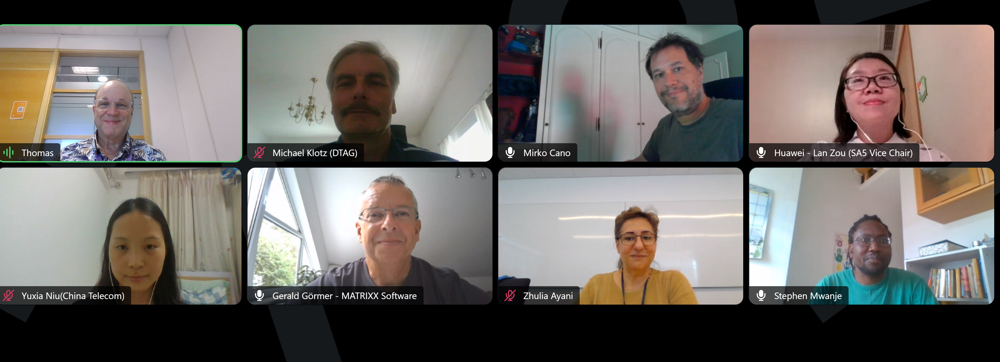 Thomas
Michael Klotz (DTAG)
Mirko Cano
Huawei - Lan Zou (SA5 Vice Chair)
Yuxia Niu(China Telecom)
Gerald Görmer - MATRIXX Software
Zhulia Ayani
Stephen Mwanje